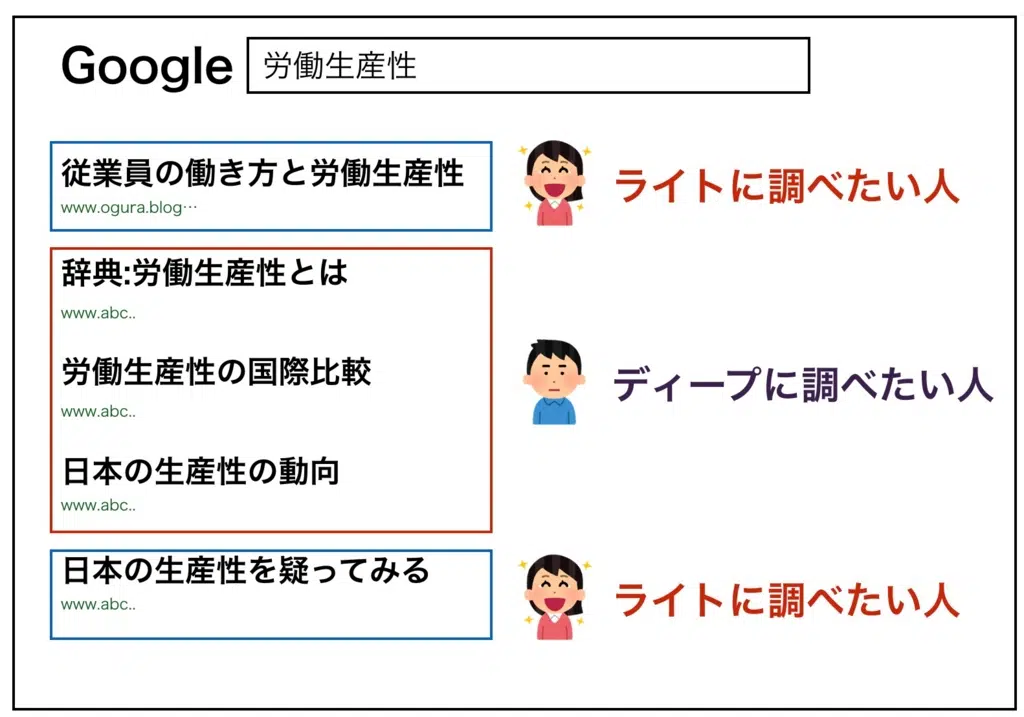 Google 労働生産性
従業員の働き方と労働生産性
www.ogura.blog…
ライトに調べたい人
辞典:労働生産性とは
www.abc..
労働生産性の国際比較
www.abc..
ディープに調べたい人
日本の生産性の動向
www.abc..
日本の生産性を疑ってみる
www.abc..
ライトに調べたい人